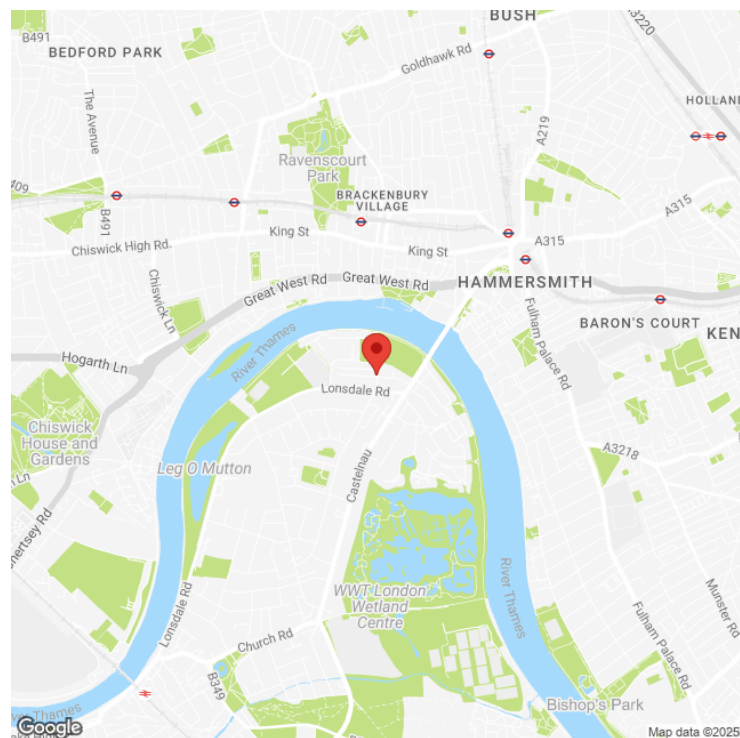 BUSH
B491
BEDFORD PARK
A3220
Goldhawk Rd
The Avenue
HOLLAND
A219
Ravenscourt
Park
BRACKENBURY
VILLAGE
409
B491
A315
King St
King St
A315
Chiswick High Rd.
Chiswick Ln
Great West Rd
Great West Rd
HAMMERSMITH
BARON'S COURT
KEN
Fulham Palace Rd
River Thames
Hogarth Ln
Lonsdale Rd
Chiswick
House and
Gardens
Leg O Mutton
Castelnau
A3218
Ln
hertsey Rd
River Thames
WWT London
Wetland
Centre
Munster Rd
Lonsdale Rd
Church Rd
Fulham Palace Rd
B349
Bishop's Park
Thames
Google
Map data ©2025